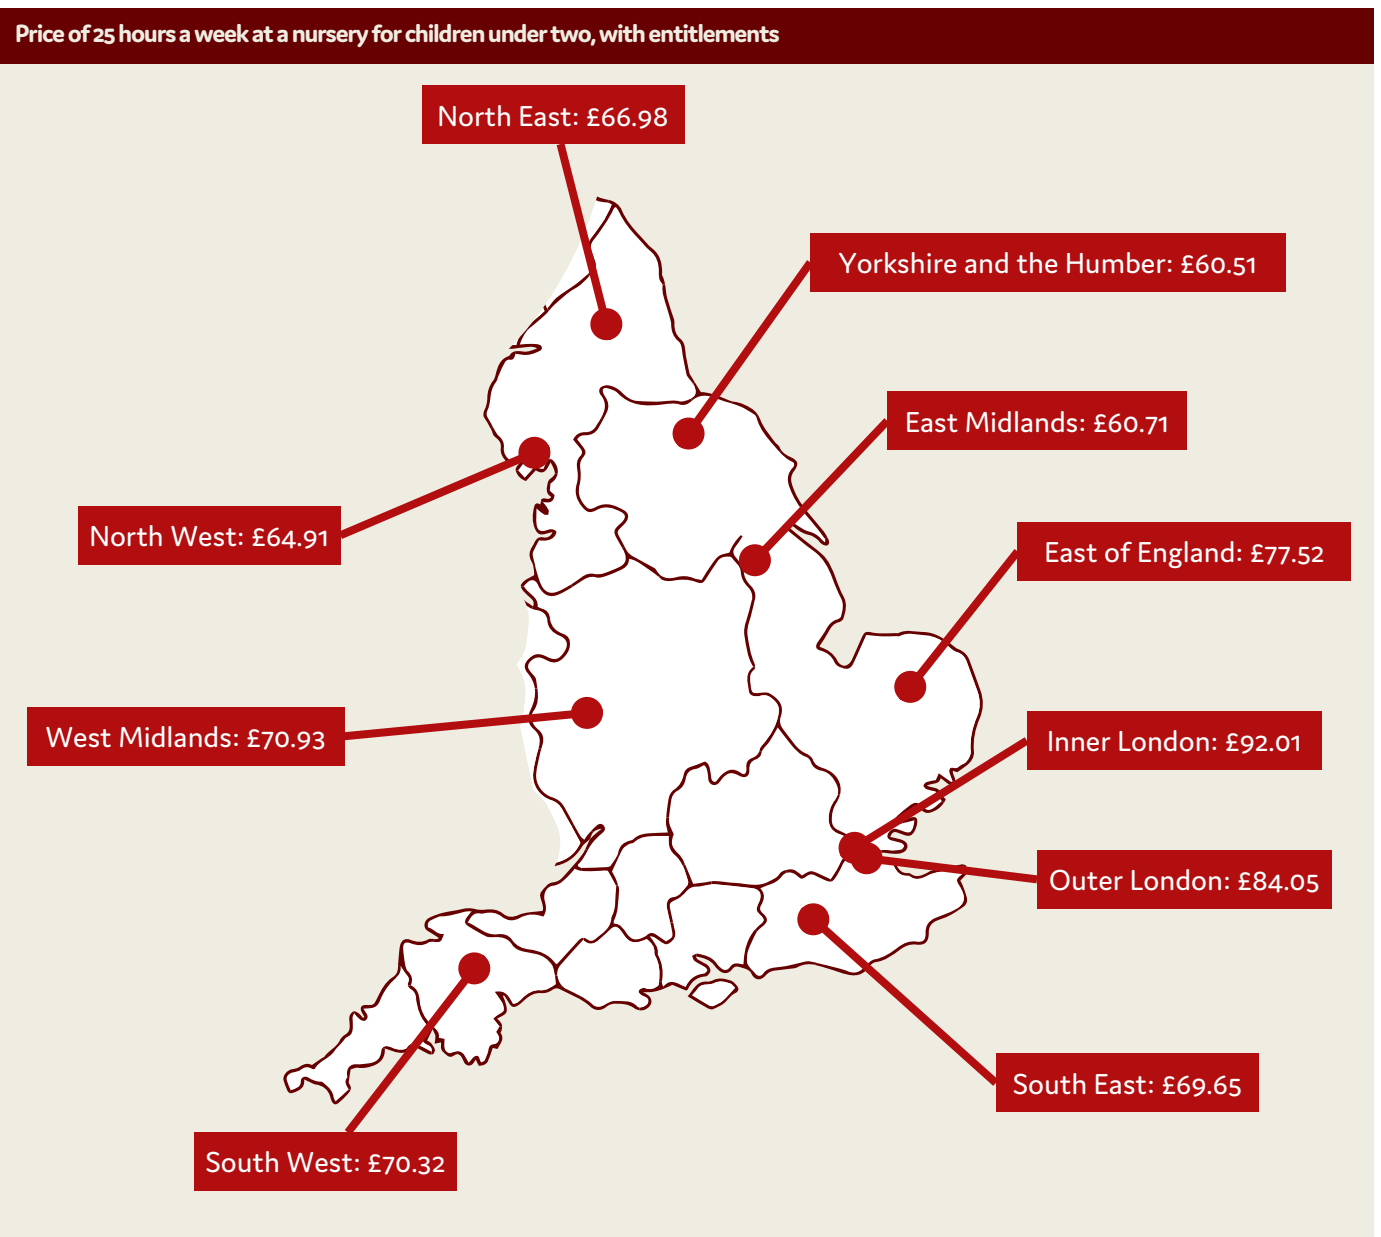 Price of 25 hours a week at a nursery for children under two, with entitlements
North East: £66.98
Yorkshire and the Humber: £60.51
East Midlands: £60.71
North West: £64.91
East of England: £77.52
West Midlands: £70.93
Inner London: £92.01
Outer London: £84.05
South East: £69.65
South West: £70.32